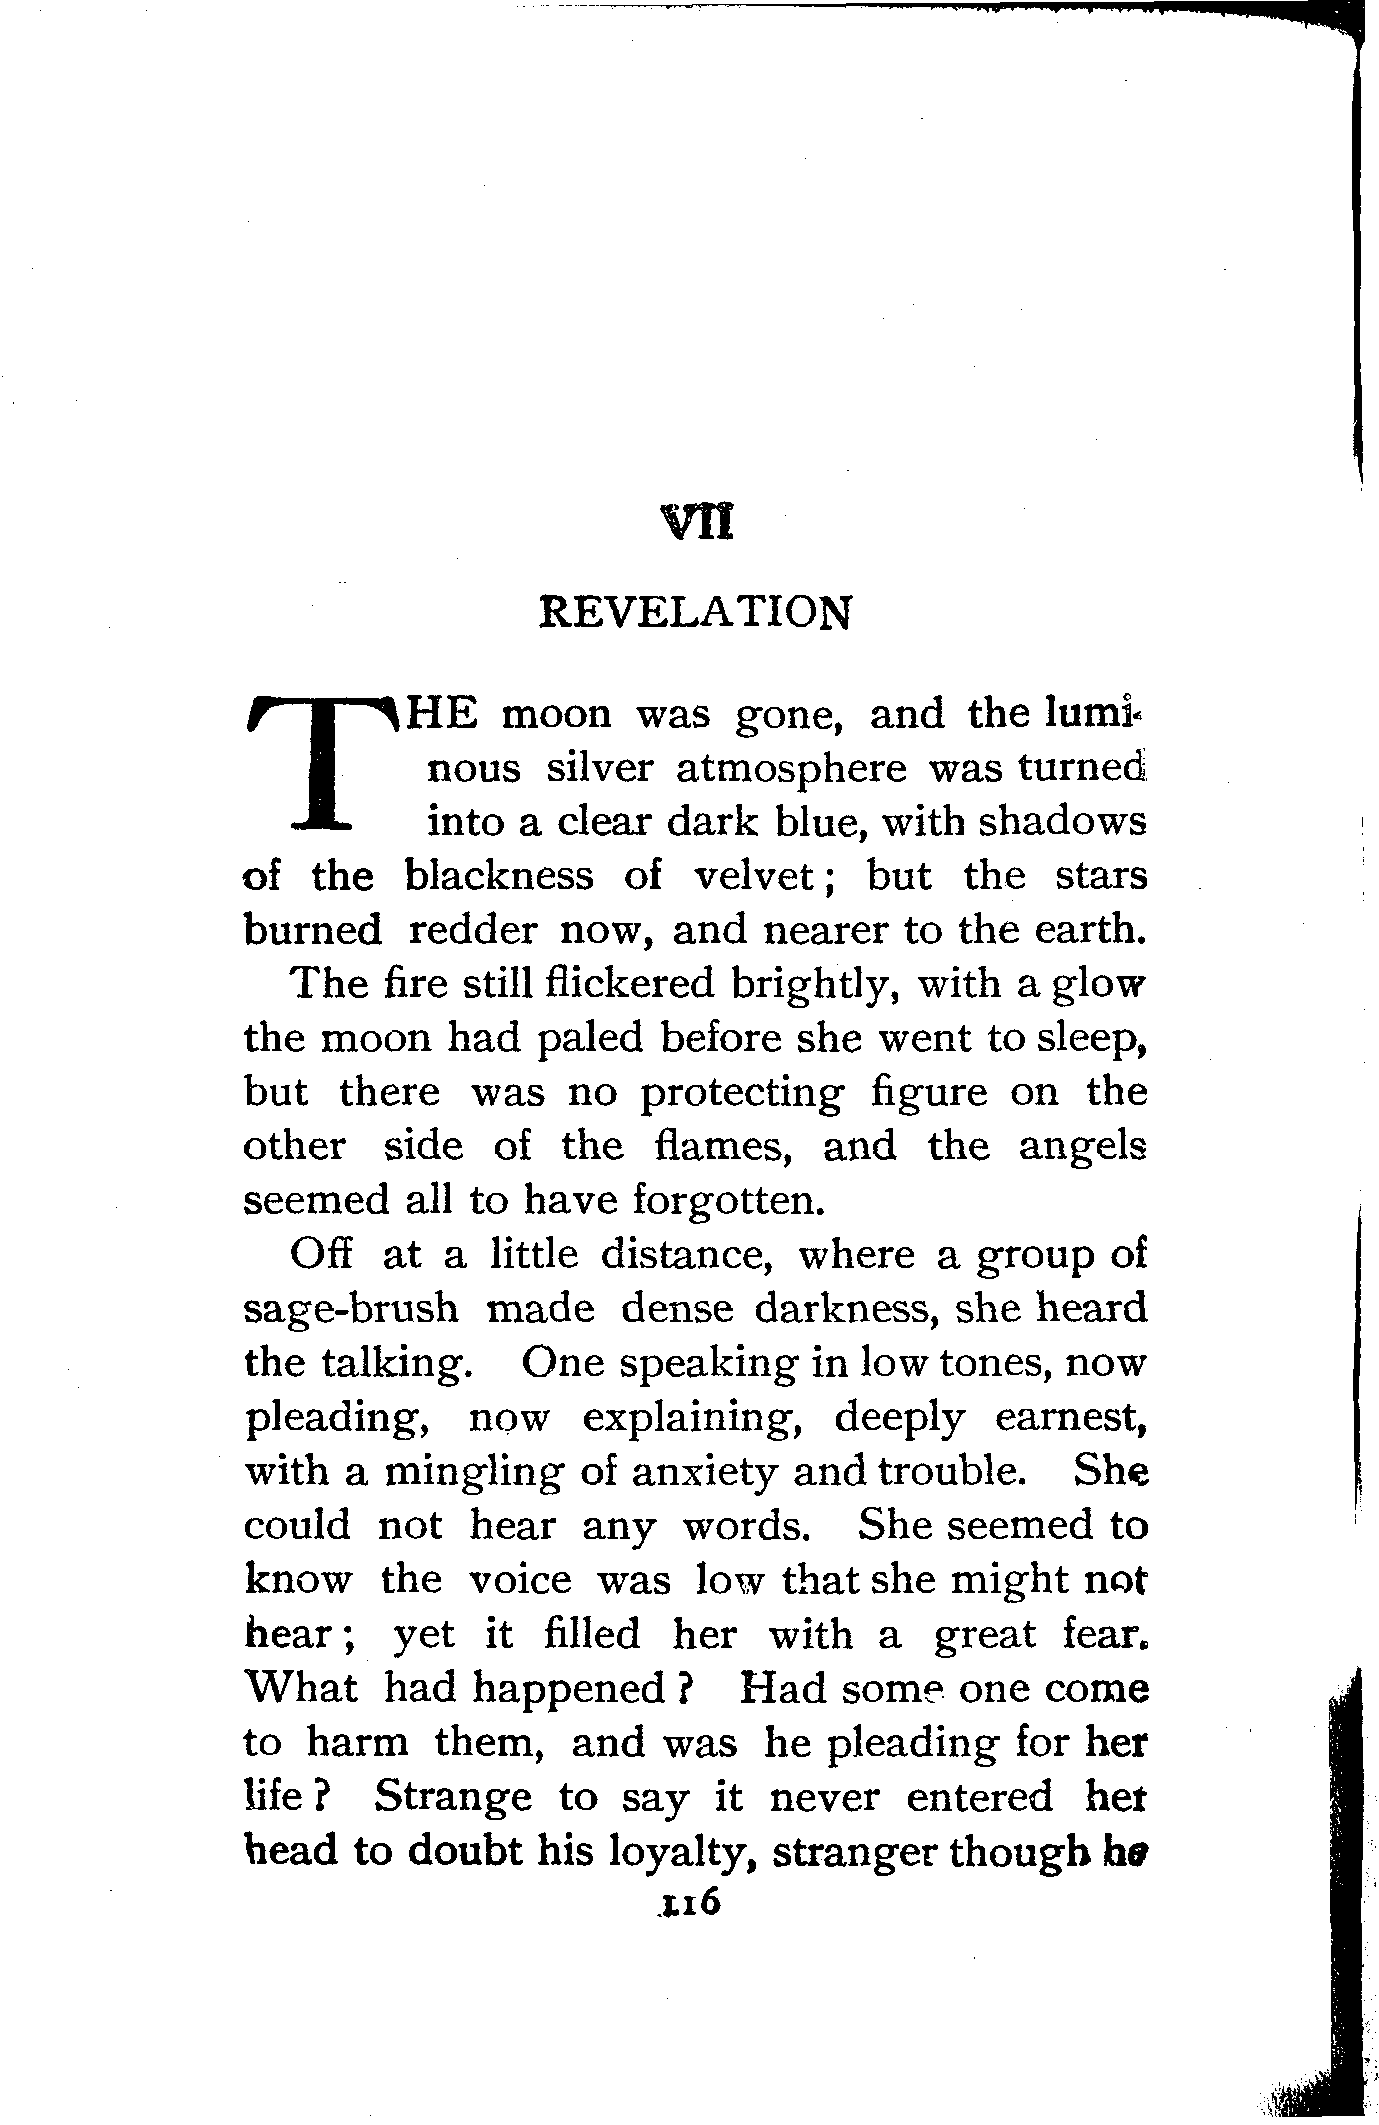 VII
REVELATION
THE moon was gone, and the lumi-
nous silver atmosphere was turned
into a clear dark blue, with shadows
of the blackness of velvet; but the stars
burned redder now, and nearer to the earth.
The fire still flickered brightly, with a glow
the moon had paled before she went to sleep,
but there was no protecting figure on the
other side of the flames, and the angels
seemed all to have forgotten.
Off at a little distance, where a group of
sage-brush made dense darkness, she heard
the talking. One speaking in low tones, now
pleading, now explaining, deeply earnest,
with a mingling of anxiety and trouble. She
could not hear any words. She seemed to
know the voice was low that she might not
hear; yet it filled her with a great fear.
What had happened? Had some one come
to harm them, and was he pleading for her
life? Strange to say it never entered her
head to doubt his loyalty, stranger though he
116